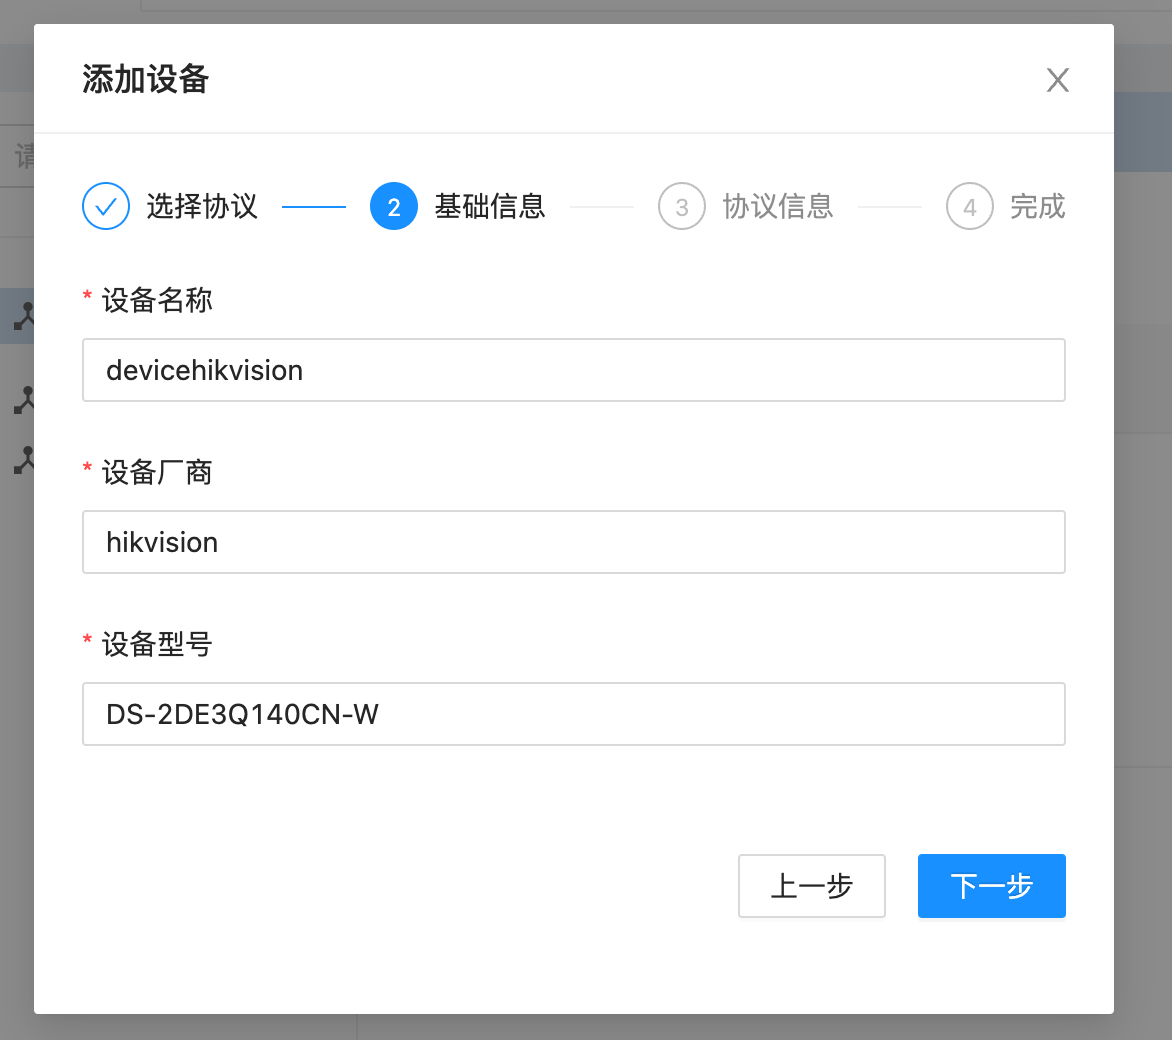 添加设备
选择协议
2 基础信息
3 协议信息
4 完成
* 设备名称
devicehikvision
* 设备厂商
hikvision
* 设备型号
DS-2DE3Q140CN-W
上一步
下一步
请